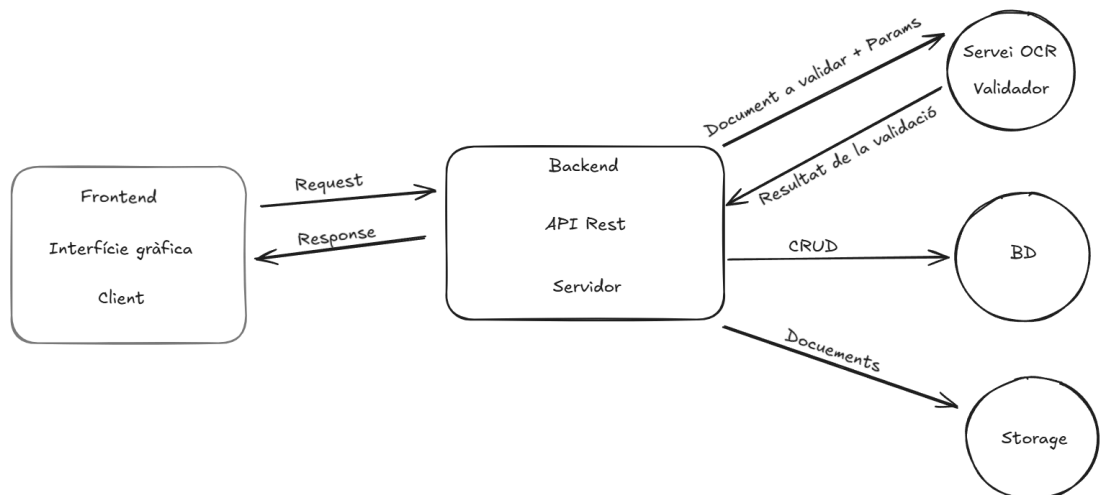 Frontend
Interfície gràfica
Client
Request
Response
Backend
API Rest
Servidor
Document a validar + Params
Resultat de la validació
CRUD
Docuements
Servei OCR
Validador
BD
Storage